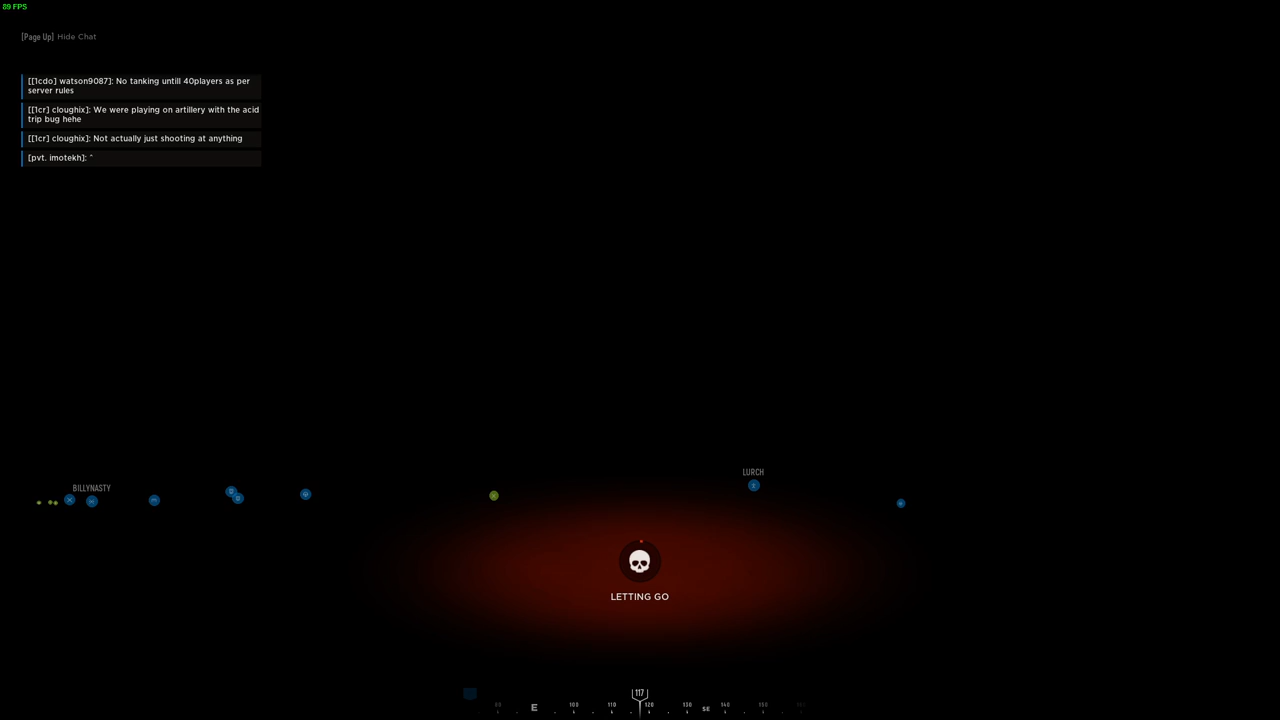 89 FPS
[Page Up] Hide Chat
[[1cdo] watson9087]: No tanking untill 40players as per
server rules
[[1cr] cloughix]: We were playing on artillery with the acid
trip bug hehe
[[1cr] cloughix]: Not actually just shooting at anything
[pvt. imotekh]: ^
LURCH
BILLYNASTY
LETTING GO
117
E 100 110 120 130 SE 140 150